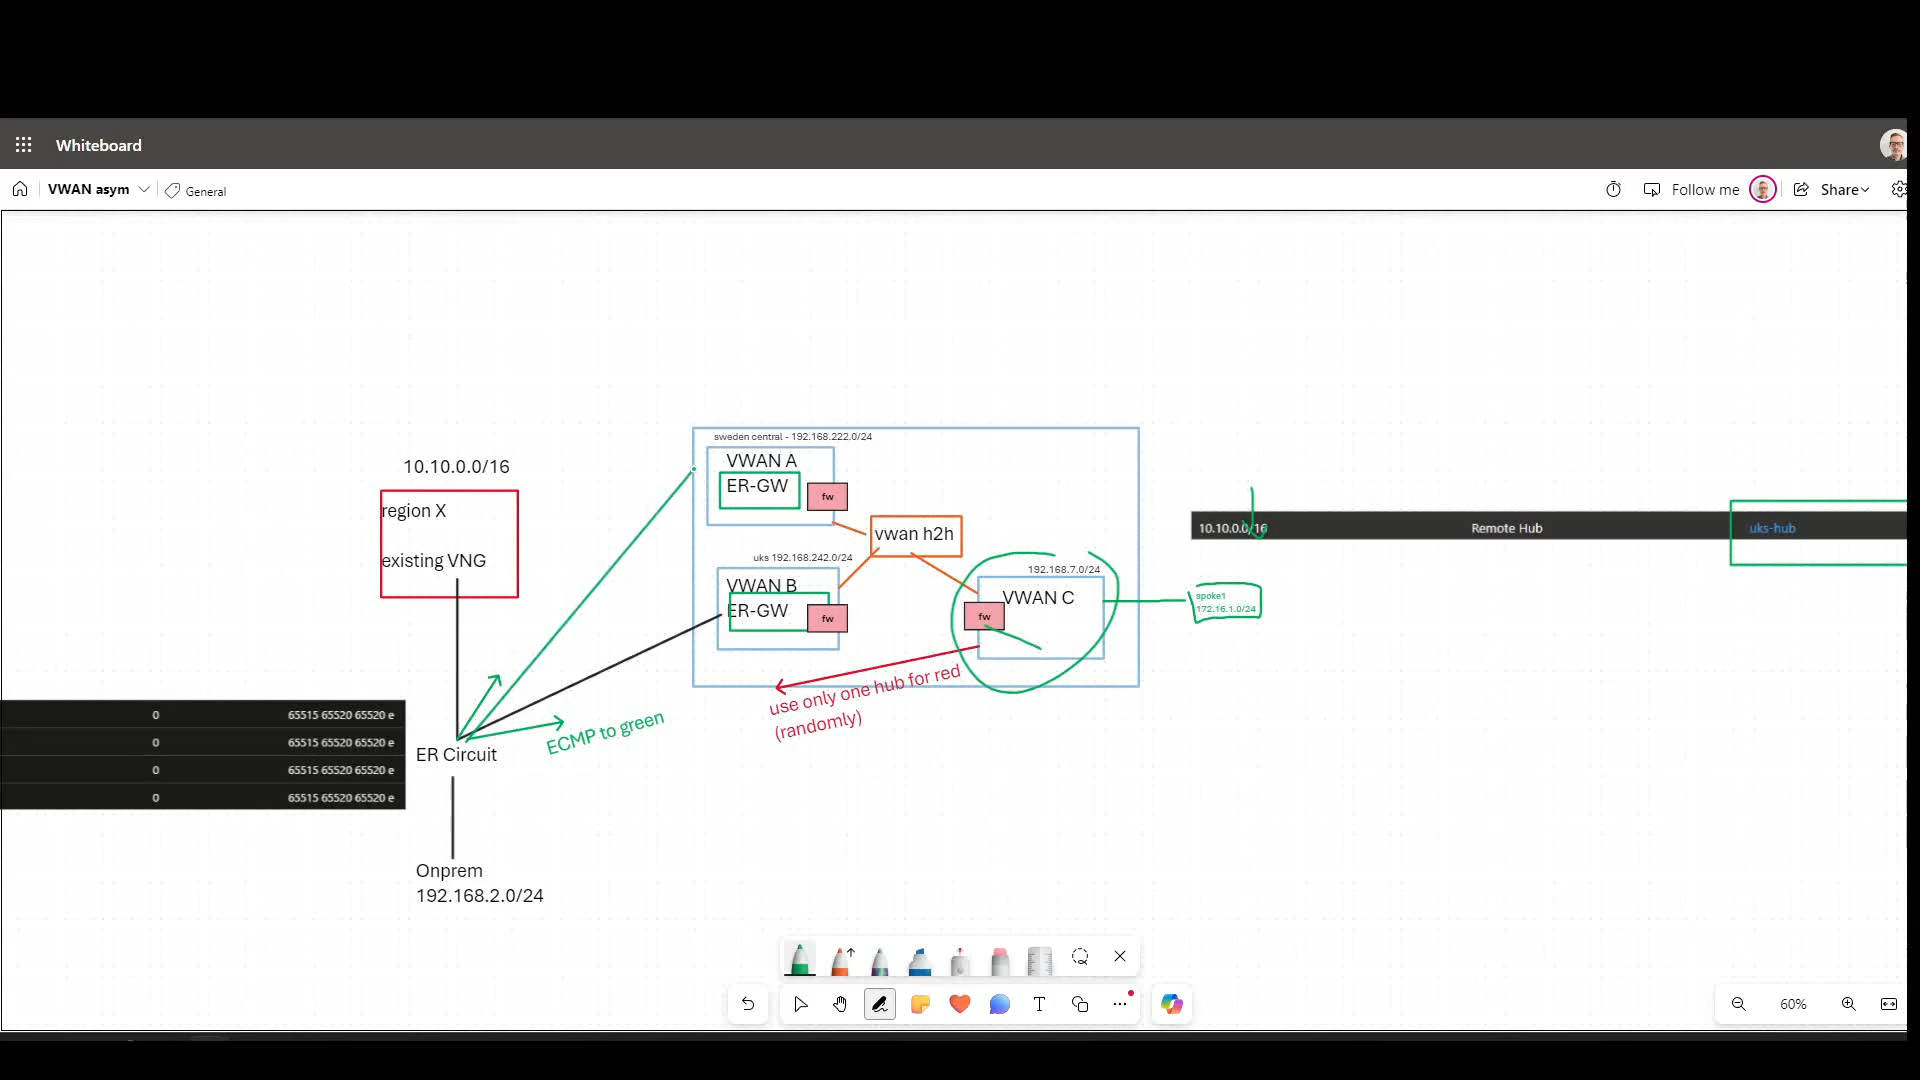 Whiteboard
VWAN asym
General
Follow me
Share
sweden central - 192.168.222.0/24
VWAN A
ER-GW
fw
10.10.0.0/16
region X
existing VNG
vwan h2h
uks 192.168.242.0/24
VWAN B
ER-GW
fw
192.168.7.0/24
VWAN C
fw
10.10.0.0/16 Remote Hub uks-hub
spoke1
172.16.1.0/24
use only one hub for red
(randomly)
ECMP to green
0 65515 65520 65520 e
0 65515 65520 65520 e
0 65515 65520 65520 e
0 65515 65520 65520 e
ER Circuit
Onprem
192.168.2.0/24
60%